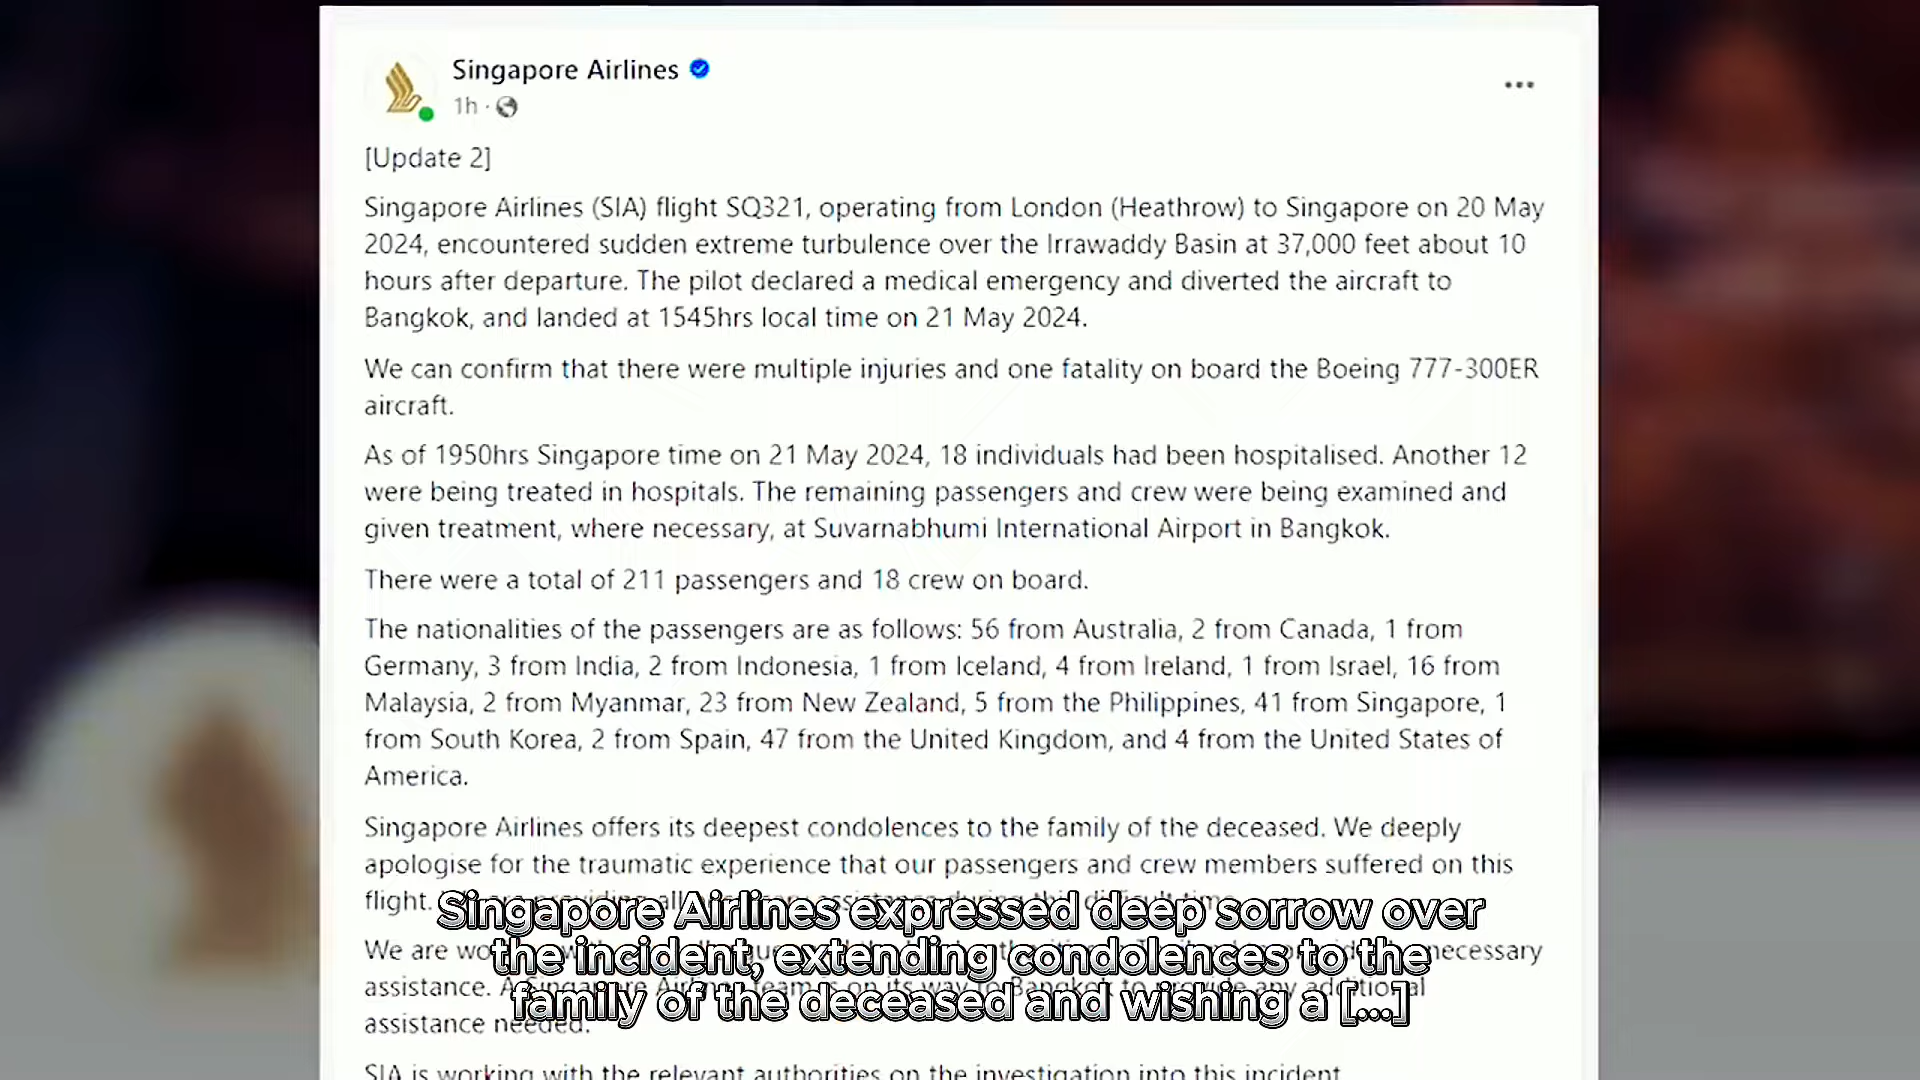 Singapore Airlines
1h ·
[Update 2]
Singapore Airlines (SIA) flight SQ321, operating from London (Heathrow) to Singapore on 20 May
2024, encountered sudden extreme turbulence over the Irrawaddy Basin at 37,000 feet about 10
hours after departure. The pilot declared a medical emergency and diverted the aircraft to
Bangkok, and landed at 1545hrs local time on 21 May 2024.
We can confirm that there were multiple injuries and one fatality on board the Boeing 777-300ER
aircraft.
As of 1950hrs Singapore time on 21 May 2024, 18 individuals had been hospitalised. Another 12
were being treated in hospitals. The remaining passengers and crew were being examined and
given treatment, where necessary, at Suvarnabhumi International Airport in Bangkok.
There were a total of 211 passengers and 18 crew on board.
The nationalities of the passengers are as follows: 56 from Australia, 2 from Canada, 1 from
Germany, 3 from India, 2 from Indonesia, 1 from Iceland, 4 from Ireland, 1 from Israel, 16 from
Malaysia, 2 from Myanmar, 23 from New Zealand, 5 from the Philippines, 41 from Singapore, 1
from South Korea, 2 from Spain, 47 from the United Kingdom, and 4 from the United States of
America.
Singapore Airlines offers its deepest condolences to the family of the deceased. We deeply
apologise for the traumatic experience that our passengers and crew members suffered on this
flight.
We are necessary
assistance. A Singapore Airlines team is on its way to Bangkok to provide any additional
assistance needed.
SIA is working with the relevant authorities on the investigation into this incident
Singapore Airlines expressed deep sorrow over
the incident, extending condolences to the
family of the deceased and wishing a [...]